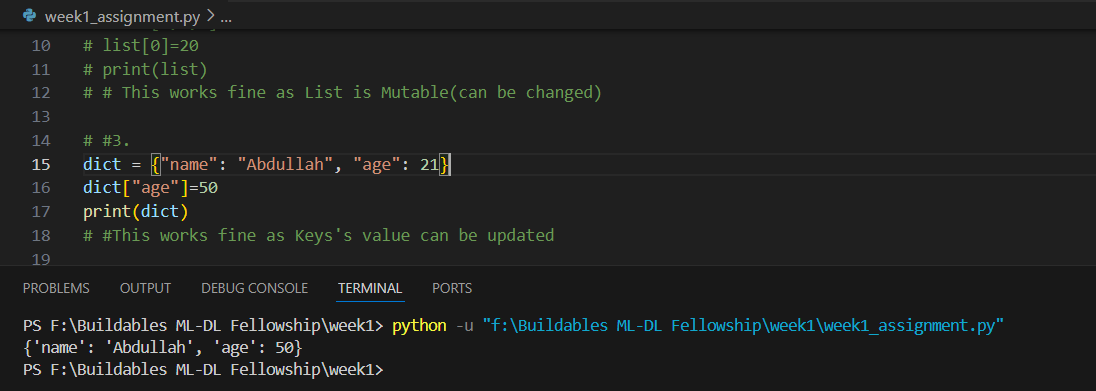 week1_assignment.py > ...
10 # list[0]=20
11 # print(list)
12 # # This works fine as List is Mutable(can be changed)
13
14 # #3.
15 dict = {"name": "Abdullah", "age": 21}
16 dict["age"]=50
17 print(dict)
18 # #This works fine as Keys's value can be updated
19
PROBLEMS OUTPUT DEBUG CONSOLE TERMINAL PORTS
PS F:\Buildables ML-DL Fellowship\week1> python -u "f:\Buildables ML-DL Fellowship\week1\week1_assignment.py"
{'name': 'Abdullah', 'age': 50}
PS F:\Buildables ML-DL Fellowship\week1>